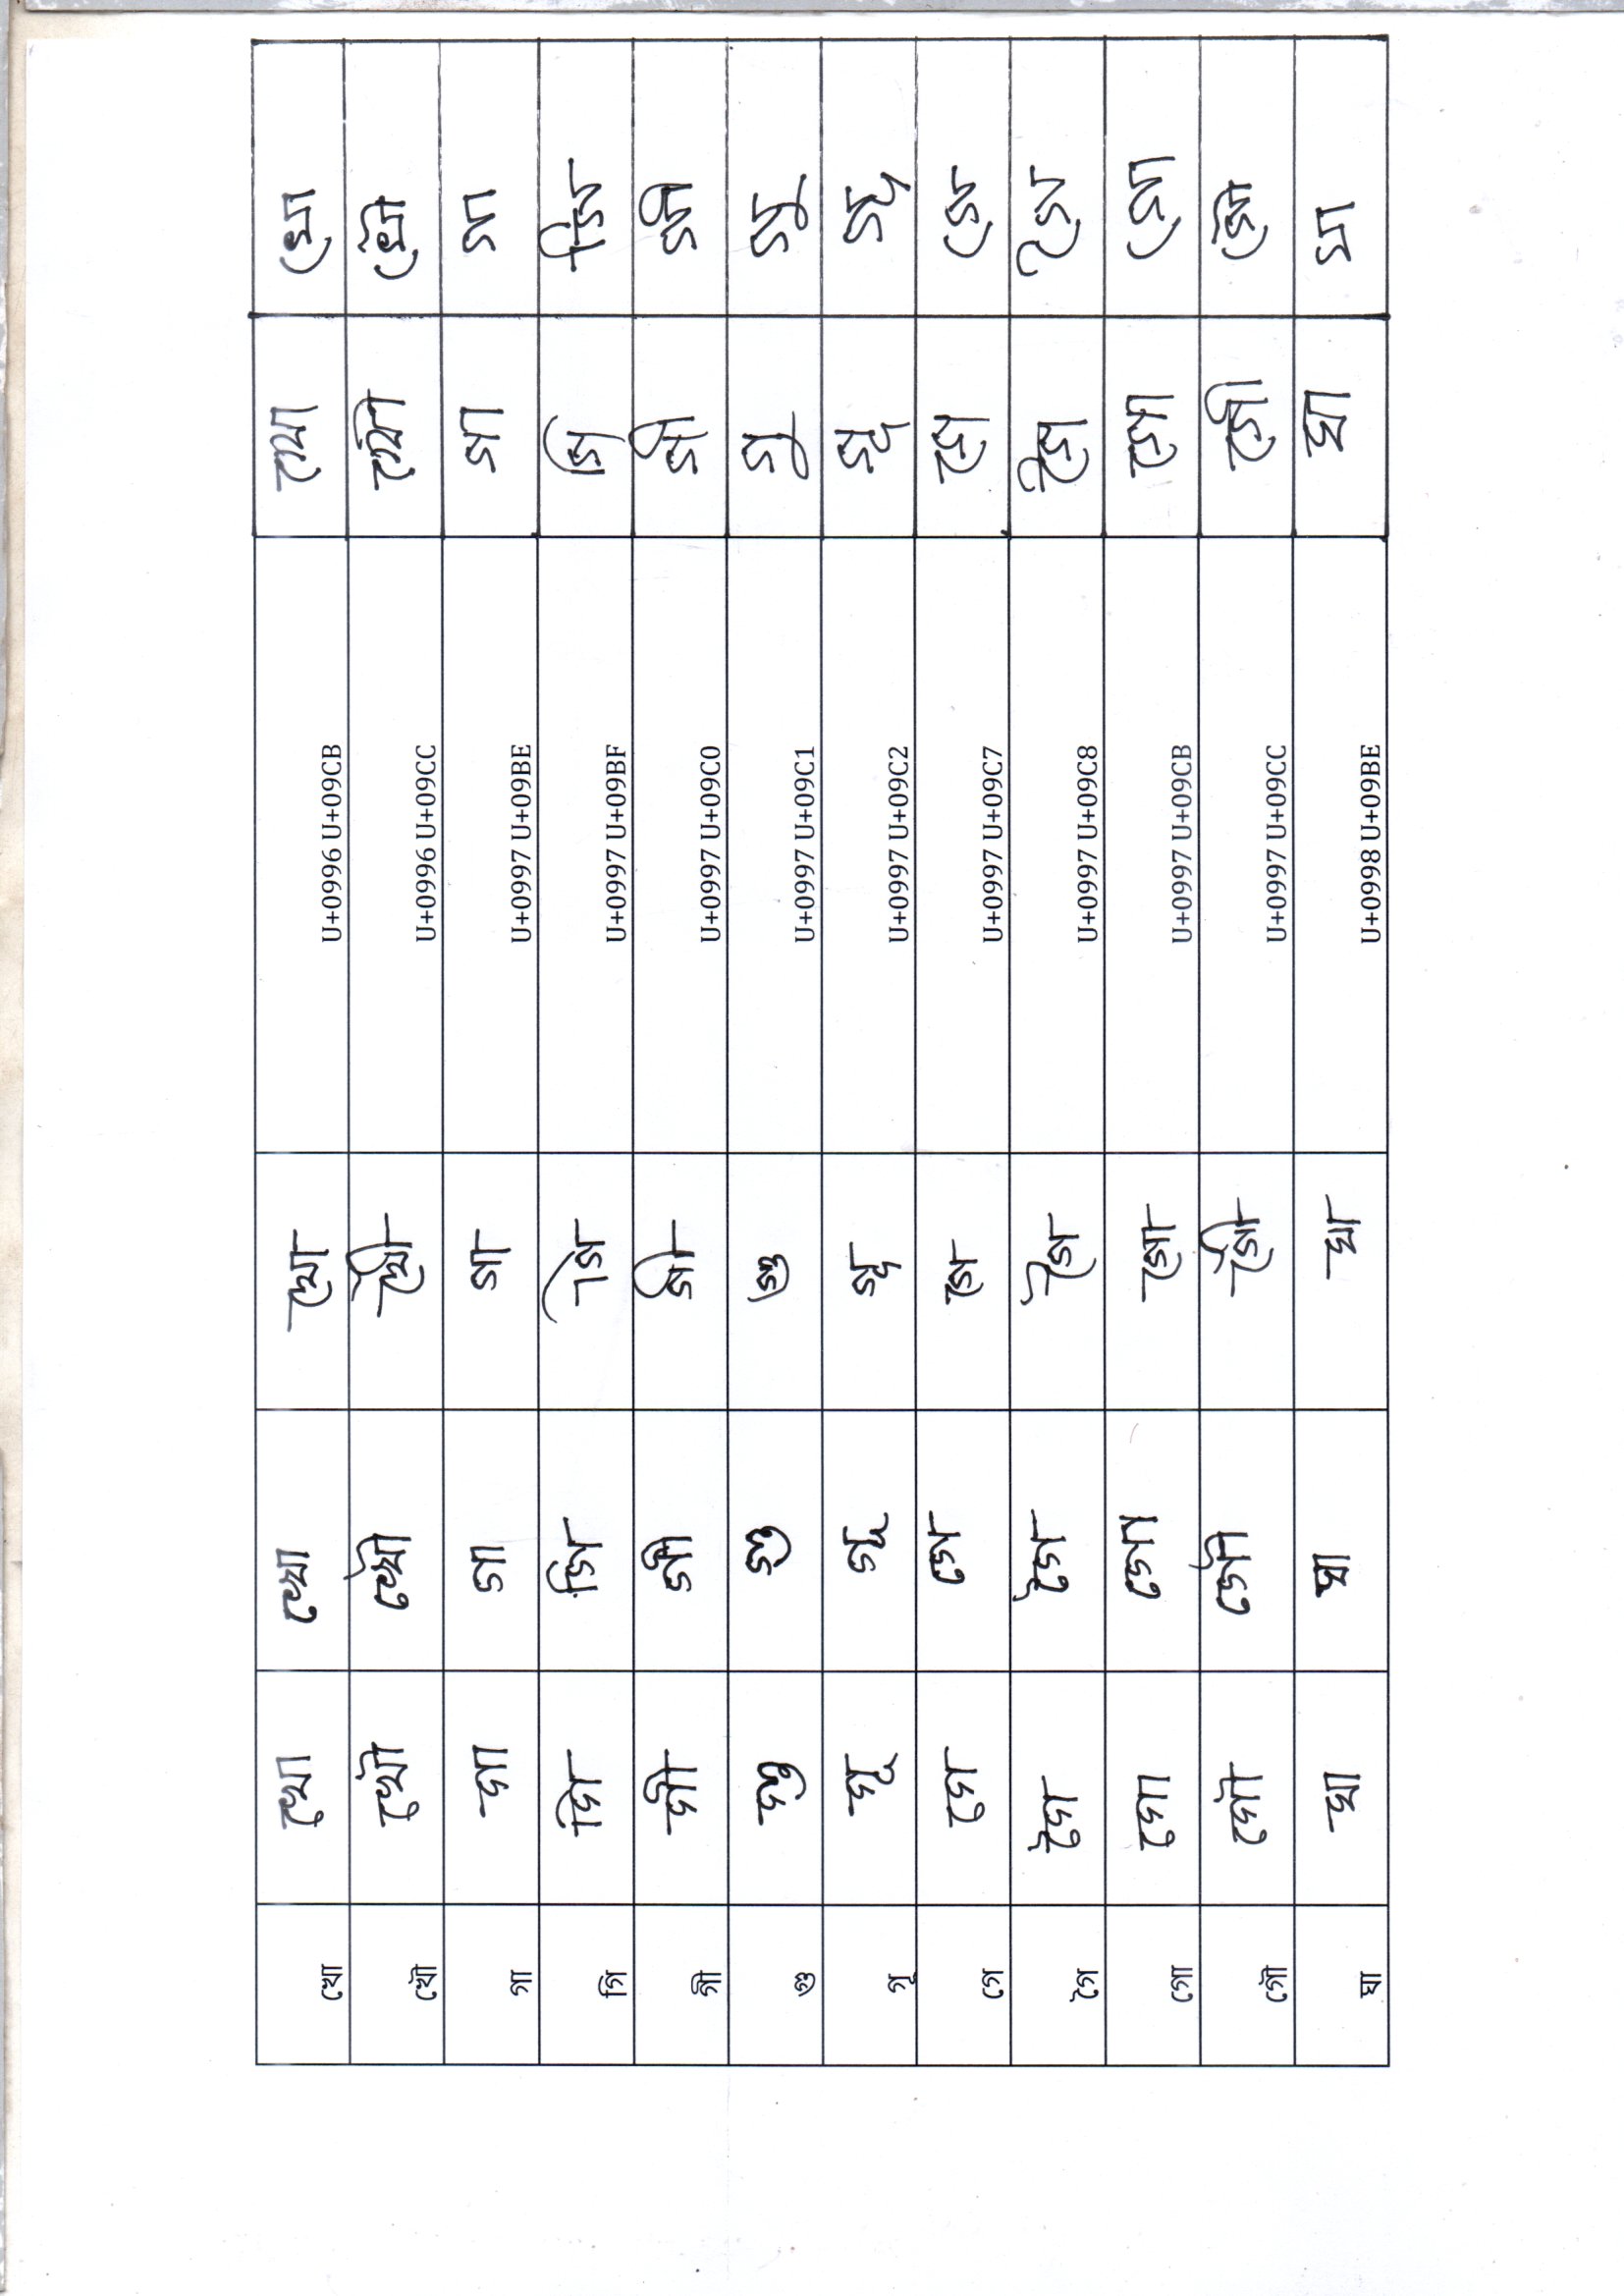 খো খো খো খো U+0996 U+09CB খো খো
খৌ খৌ খৌ খৌ U+0996 U+09CC খৌ খৌ
গা গা গা গা U+0997 U+09BE গা গা
গি গি গি গি U+0997 U+09BF গি গি
গী গী গী গী U+0997 U+09C0 গী গী
গু গু গু গু U+0997 U+09C1 গু গু
গূ গূ গূ গূ U+0997 U+09C2 গূ গূ
গে গে গে গে U+0997 U+09C7 গে গে
গৈ গৈ গৈ গৈ U+0997 U+09C8 গৈ গৈ
গো গো গো গো U+0997 U+09CB গো গো
গৌ গৌ গৌ গৌ U+0997 U+09CC গৌ গৌ
ঘা ঘা ঘা ঘা U+0998 U+09BE ঘা ঘা